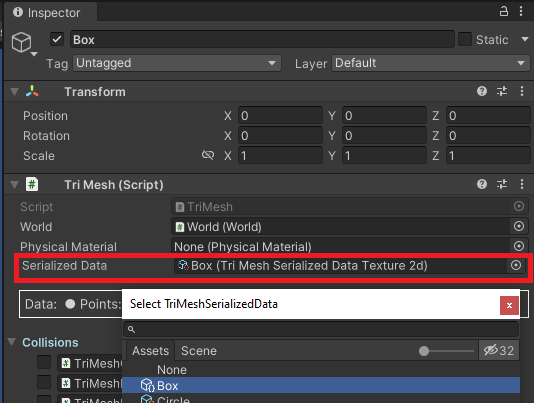 Inspector
Box
Static
Tag Untagged Layer Default
Transform
Position X 0 Y 0 Z 0
Rotation X 0 Y 0 Z 0
Scale X 1 Y 1 Z 1
Tri Mesh (Script)
Script TriMesh
World World (World)
Physical Material None (Physical Material)
Serialized Data Box (Tri Mesh Serialized Data Texture 2d)
Data: Points:
Select TriMeshSerializedData
x
Assets Scene 32
Collisions
None
TriMesh
Box
TriMesh
Circle
TriMesh